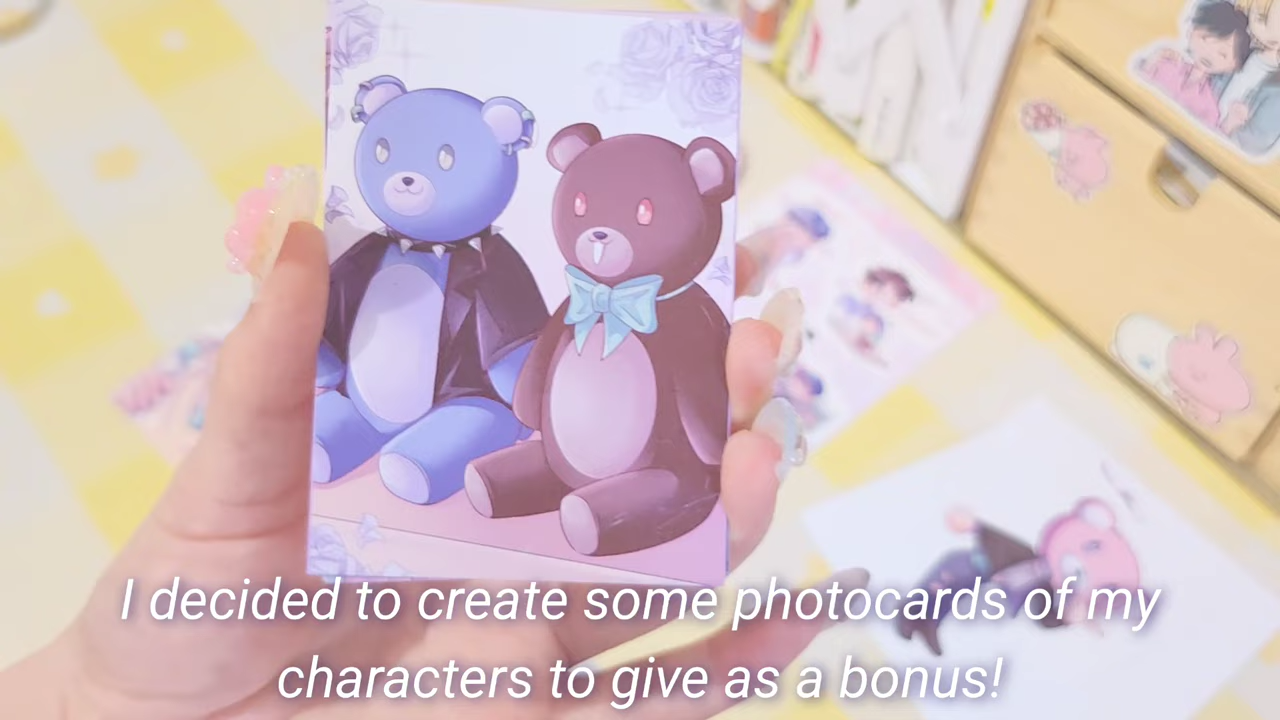 I decided to create some photocards of my
characters to give as a bonus!